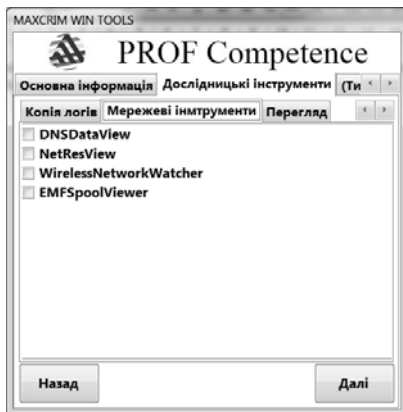 MAXCRIM WIN TOOLS
PROF Competence
Основна інформація Дослідницькі інструменти (Ти
Копія логів Мережеві інмтрументи Перегляд
DNSDataView
NetResView
WirelessNetworkWatcher
EMFSpoolViewer
Назад Далі